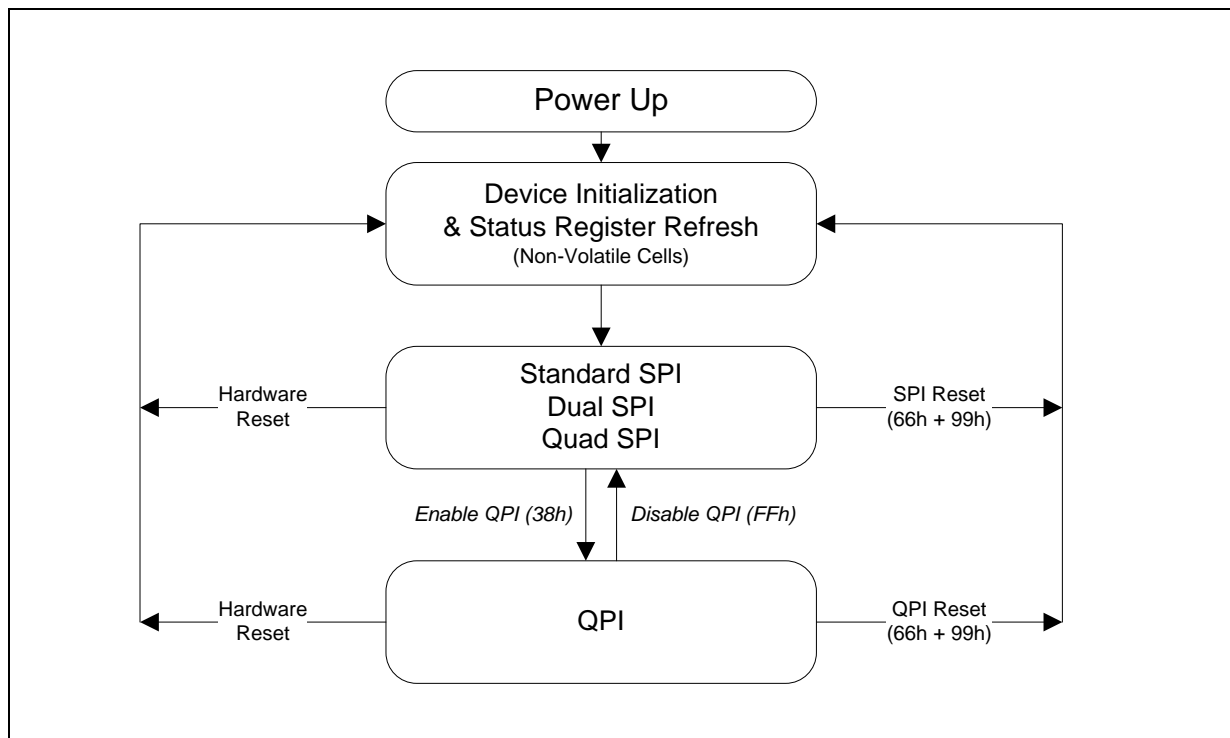 Power Up
Device Initialization
& Status Register Refresh
(Non-Volatile Cells)
Standard SPI
Dual SPI
Quad SPI
Hardware
Reset
SPI Reset
(66h + 99h)
Enable QPI (38h)
Disable QPI (FFh)
QPI
Hardware
Reset
QPI Reset
(66h + 99h)